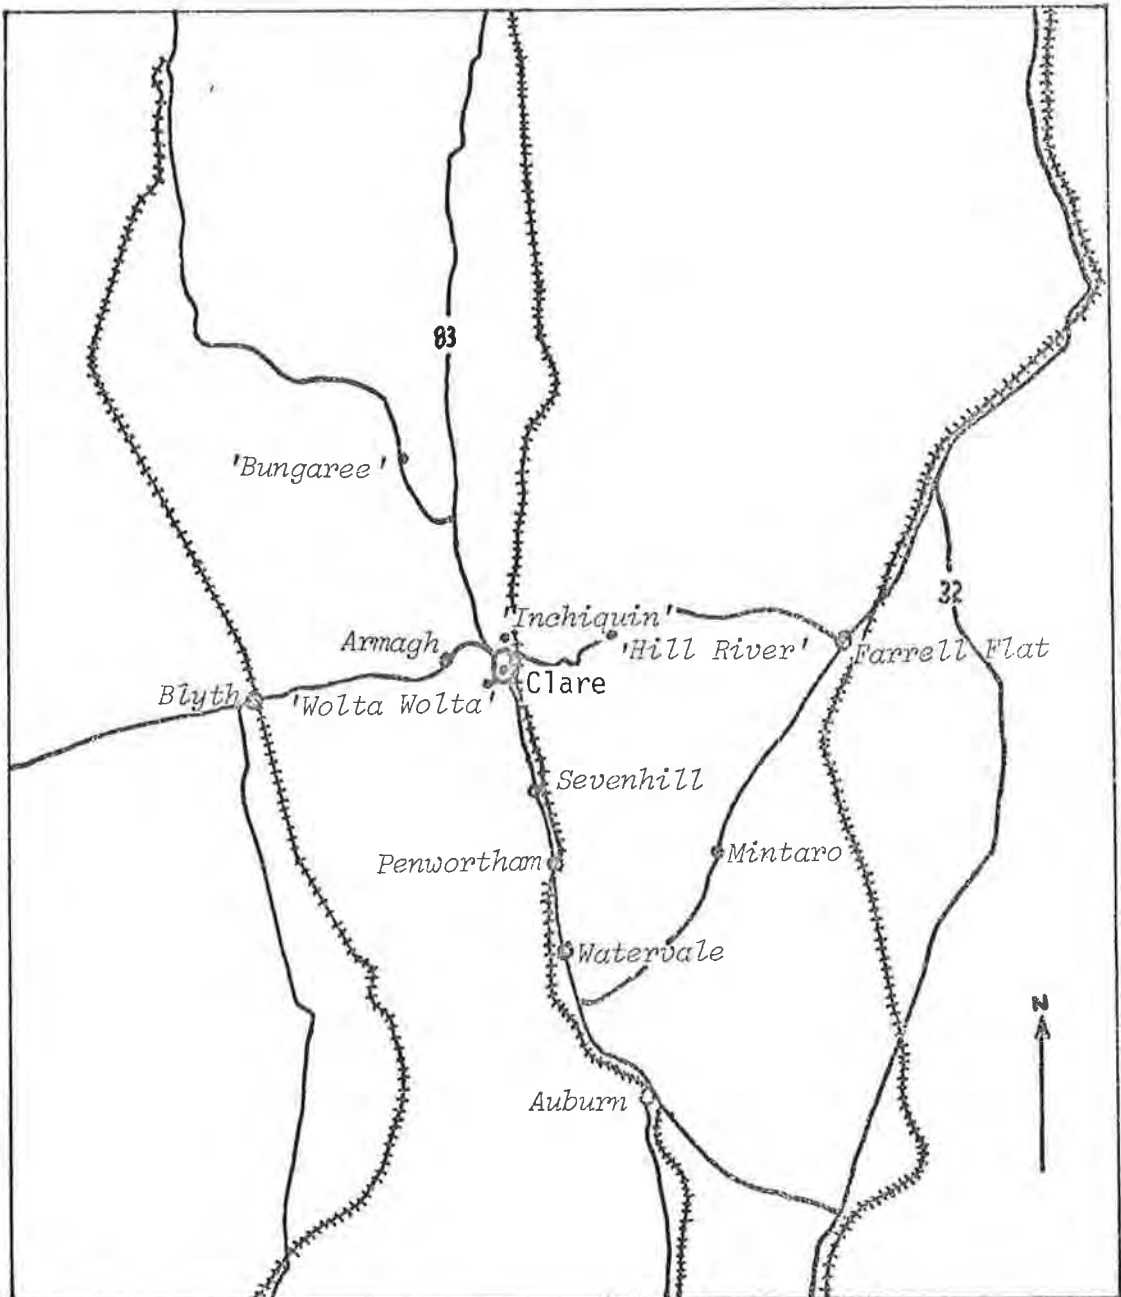 83
'Bungaree'
32
'Inchiquin'
Armagh
'Hill River'
Farrell Flat
Blyth
'Wolta Wolta'
Clare
Sevenhill
Penwortham
Mintaro
Watervale
N
Auburn